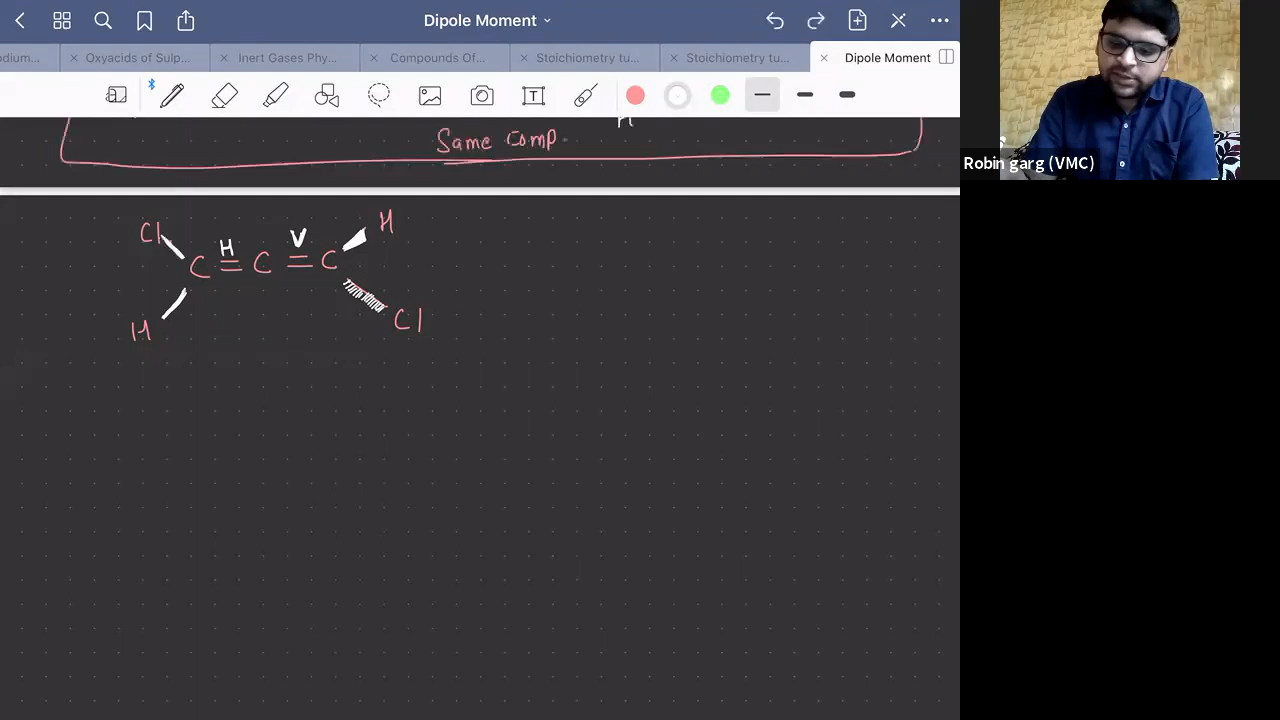 Dipole Moment
odium...
Oxyacids of Sulp...
Inert Gases Phy...
Compounds Of...
Stoichiometry tu...
Stoichiometry tu...
Dipole Moment
T
H
Same Comp
Robin garg (VMC)
Cl H V H
C = C = C
H Cl